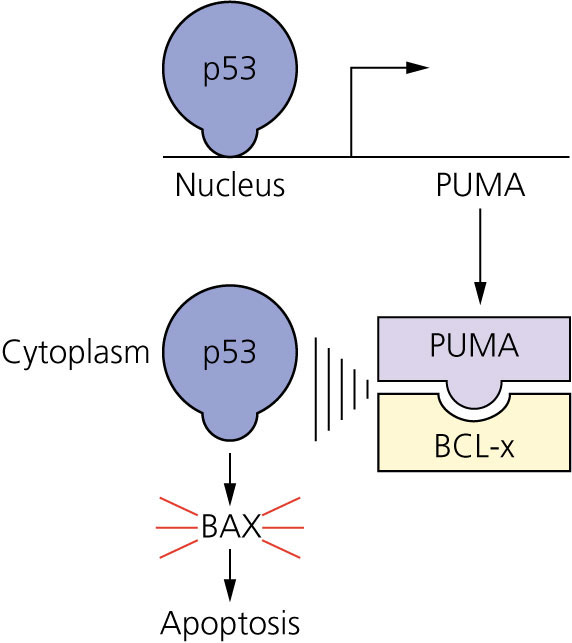 p53
Nucleus
PUMA
Cytoplasm
p53
PUMA
BCL-x
BAX
Apoptosis